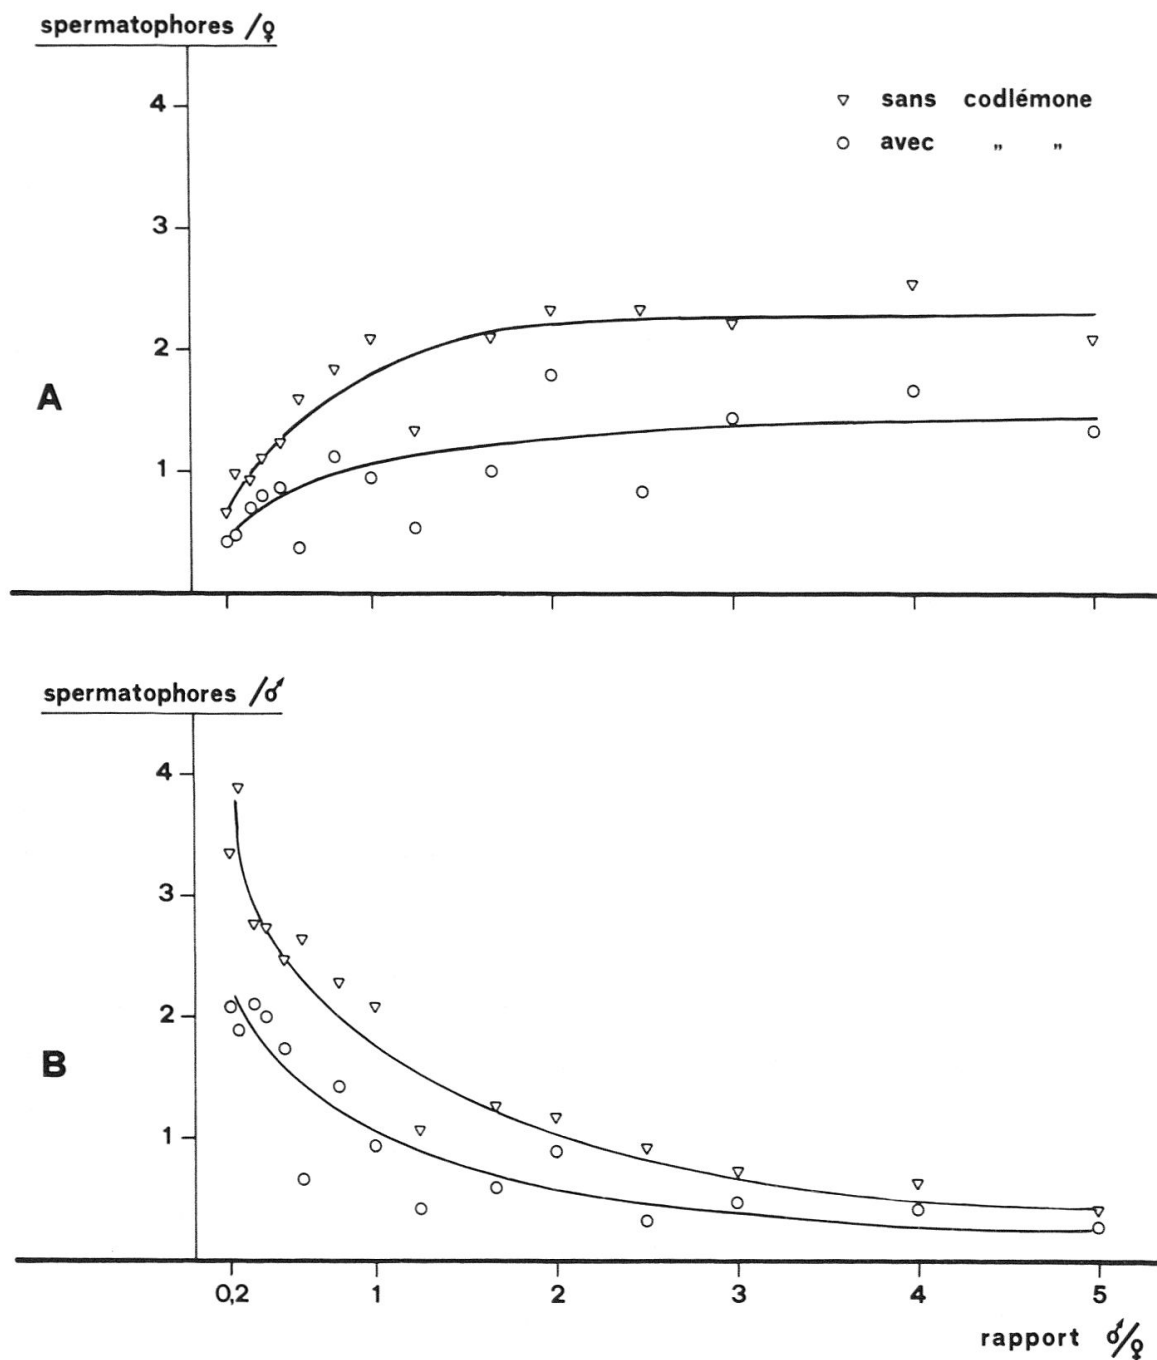 spermatophores /♀
4
3
2
1
▽ sans codlémone
○ avec „ „
A
spermatophores /♂
4
3
2
1
B
0,2 1 2 3 4 5
rapport ♂/♀